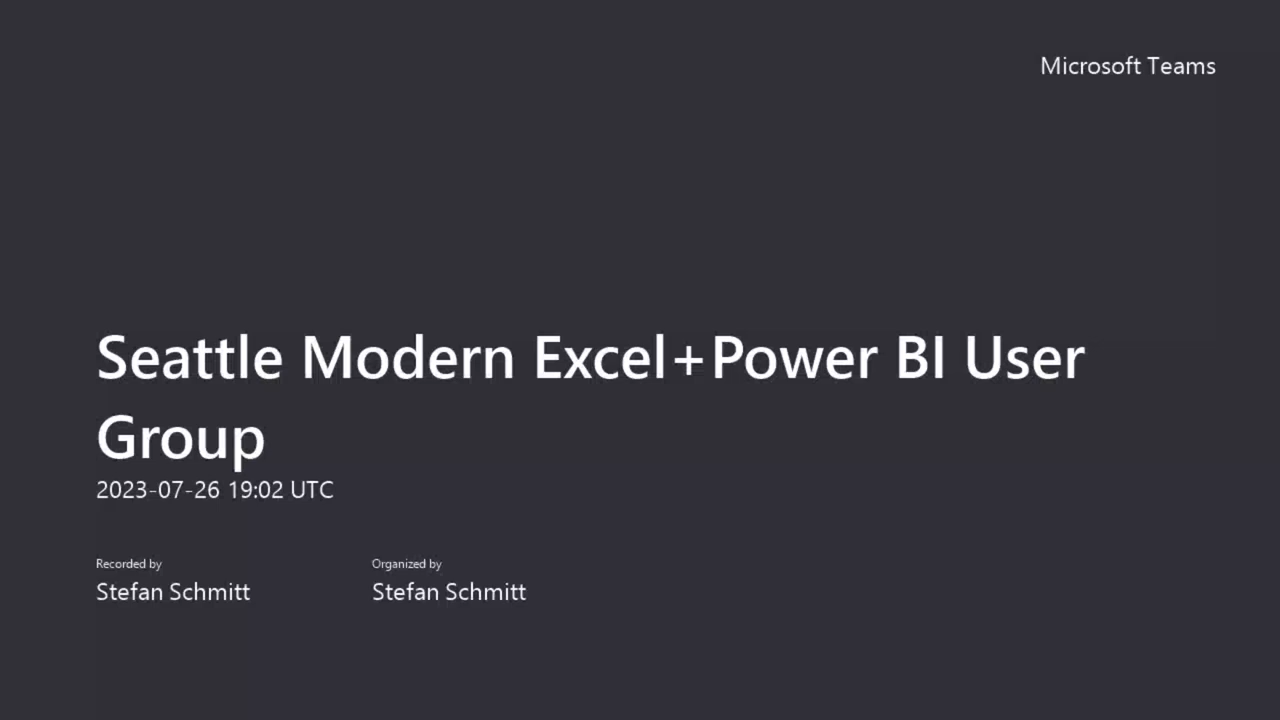 Microsoft Teams
Seattle Modern Excel+Power BI User
Group
2023-07-26 19:02 UTC
Recorded by
Organized by
Stefan Schmitt
Stefan Schmitt